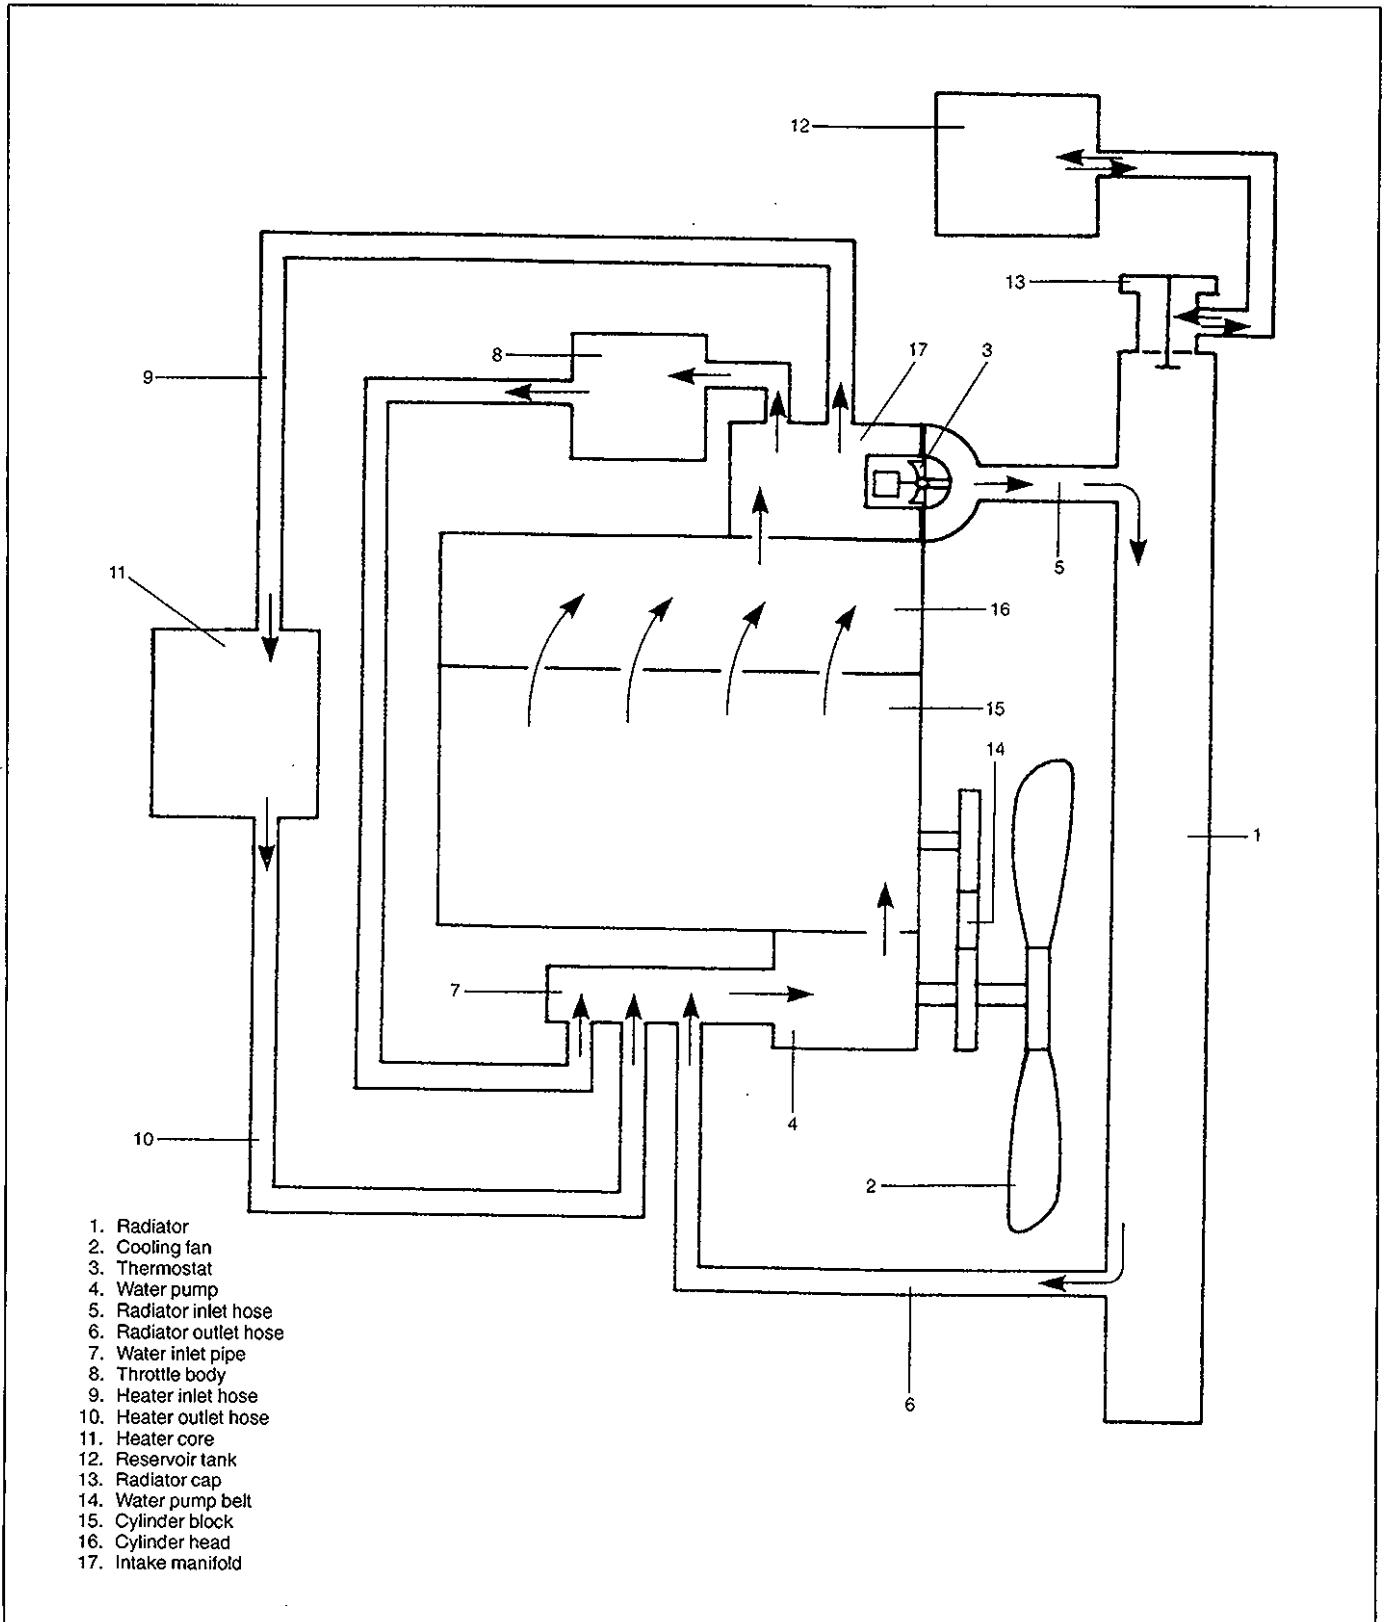 12
13
8
17
3
9
5
11
16
15
14
1
7
4
10
2
6
1. Radiator
2. Cooling fan
3. Thermostat
4. Water pump
5. Radiator inlet hose
6. Radiator outlet hose
7. Water inlet pipe
8. Throttle body
9. Heater inlet hose
10. Heater outlet hose
11. Heater core
12. Reservoir tank
13. Radiator cap
14. Water pump belt
15. Cylinder block
16. Cylinder head
17. Intake manifold